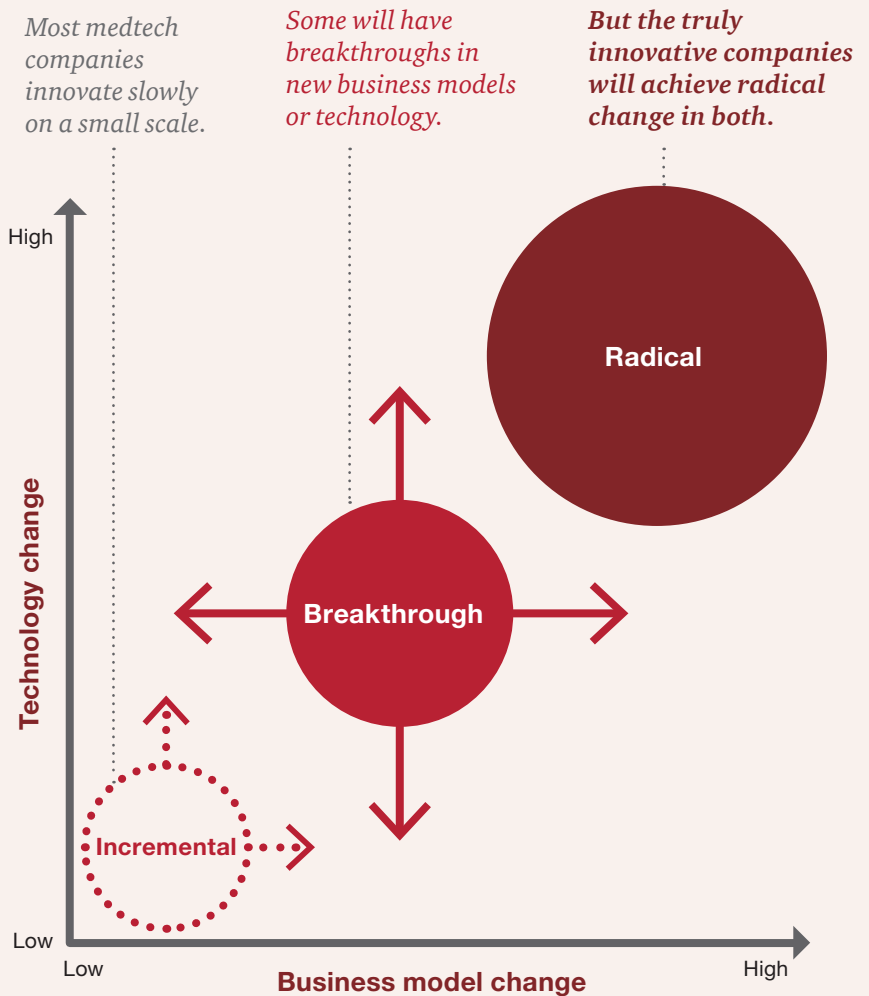 Most medtech
companies
innovate slowly
on a small scale.
Some will have
breakthroughs in
new business models
or technology.
But the truly
innovative companies
will achieve radical
change in both.
High
Radical
Technology change
Breakthrough
Incremental
Low
Low
High
Business model change